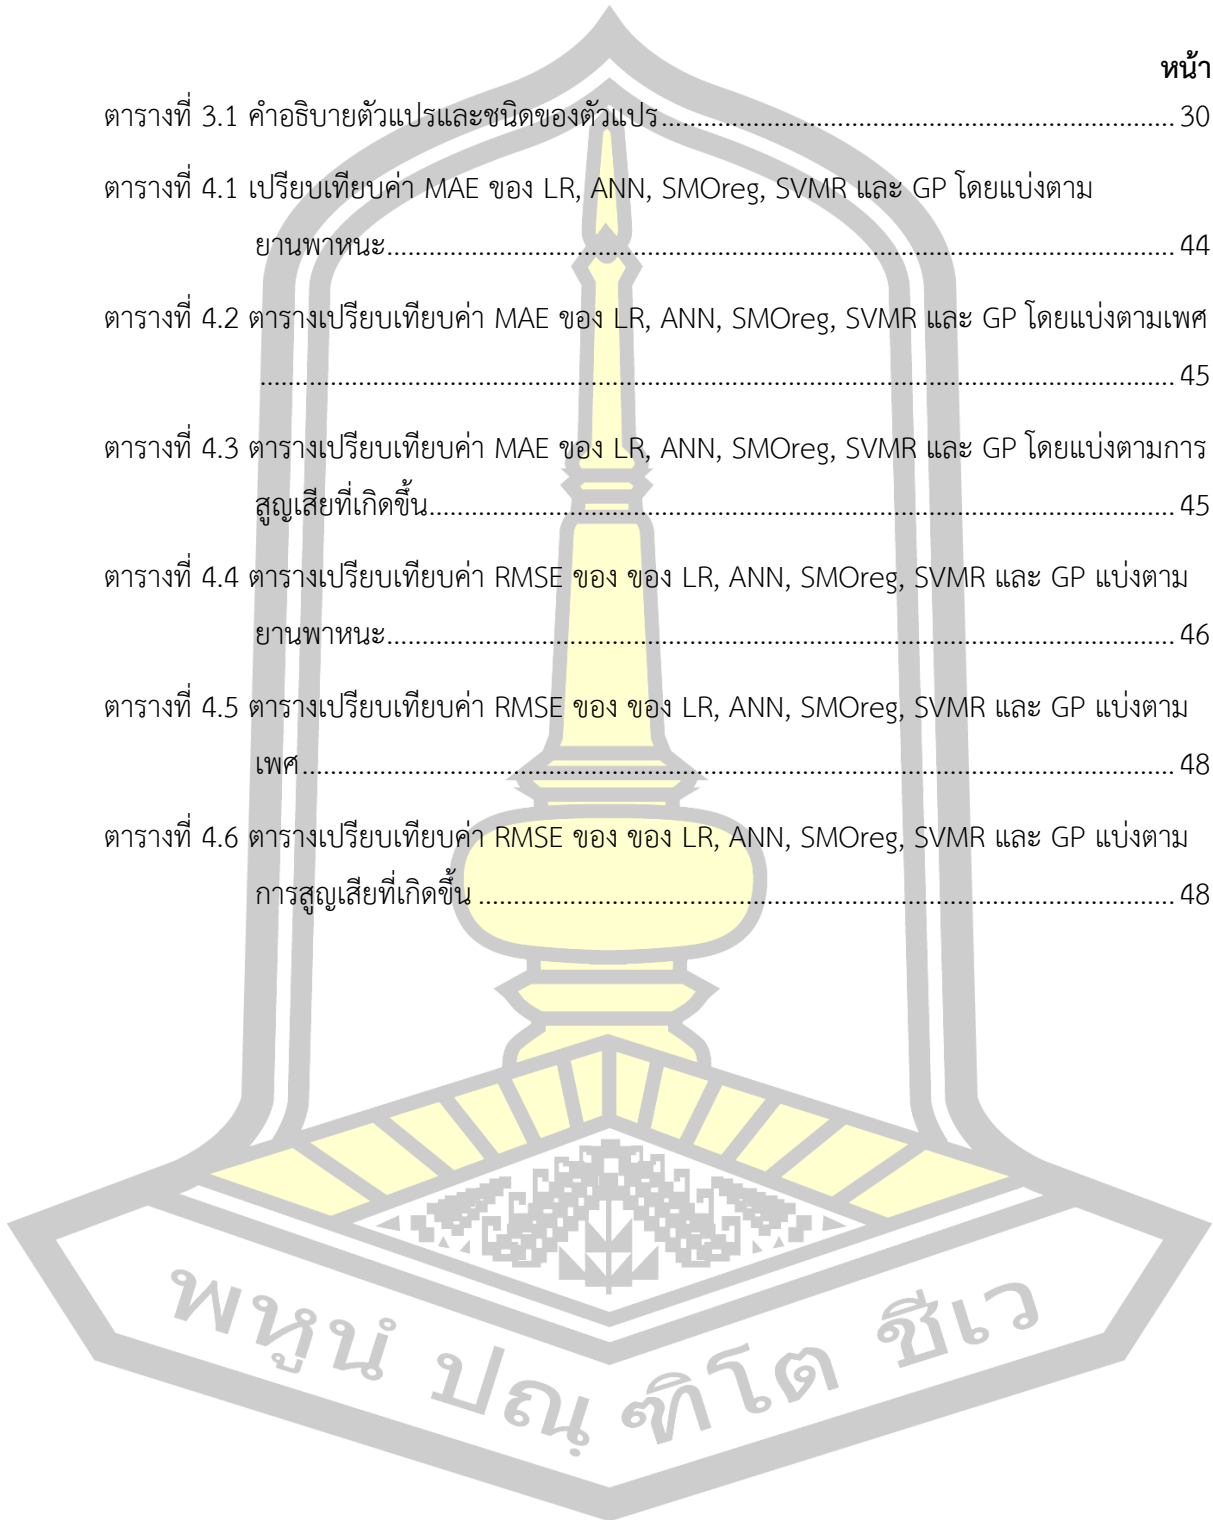 หน้า
ตารางที่ 3.1 คำอธิบายตัวแปรและชนิดของตัวแปร........................................................................ 30
ตารางที่ 4.1 เปรียบเทียบค่า MAE ของ LR, ANN, SMOreg, SVMR และ GP โดยแบ่งตาม
ยานพาหนะ................................................................................................................ 44
ตารางที่ 4.2 ตารางเปรียบเทียบค่า MAE ของ LR, ANN, SMOreg, SVMR และ GP โดยแบ่งตามเพศ
.................................................................................................................................. 45
ตารางที่ 4.3 ตารางเปรียบเทียบค่า MAE ของ LR, ANN, SMOreg, SVMR และ GP โดยแบ่งตามการ
สูญเสียที่เกิดขึ้น.......................................................................................................... 45
ตารางที่ 4.4 ตารางเปรียบเทียบค่า RMSE ของ ของ LR, ANN, SMOreg, SVMR และ GP แบ่งตาม
ยานพาหนะ................................................................................................................ 46
ตารางที่ 4.5 ตารางเปรียบเทียบค่า RMSE ของ ของ LR, ANN, SMOreg, SVMR และ GP แบ่งตาม
เพศ............................................................................................................................ 48
ตารางที่ 4.6 ตารางเปรียบเทียบค่า RMSE ของ ของ LR, ANN, SMOreg, SVMR และ GP แบ่งตาม
การสูญเสียที่เกิดขึ้น ................................................................................................... 48
พหูนํ ปณฺ ฑิโต ชีเว